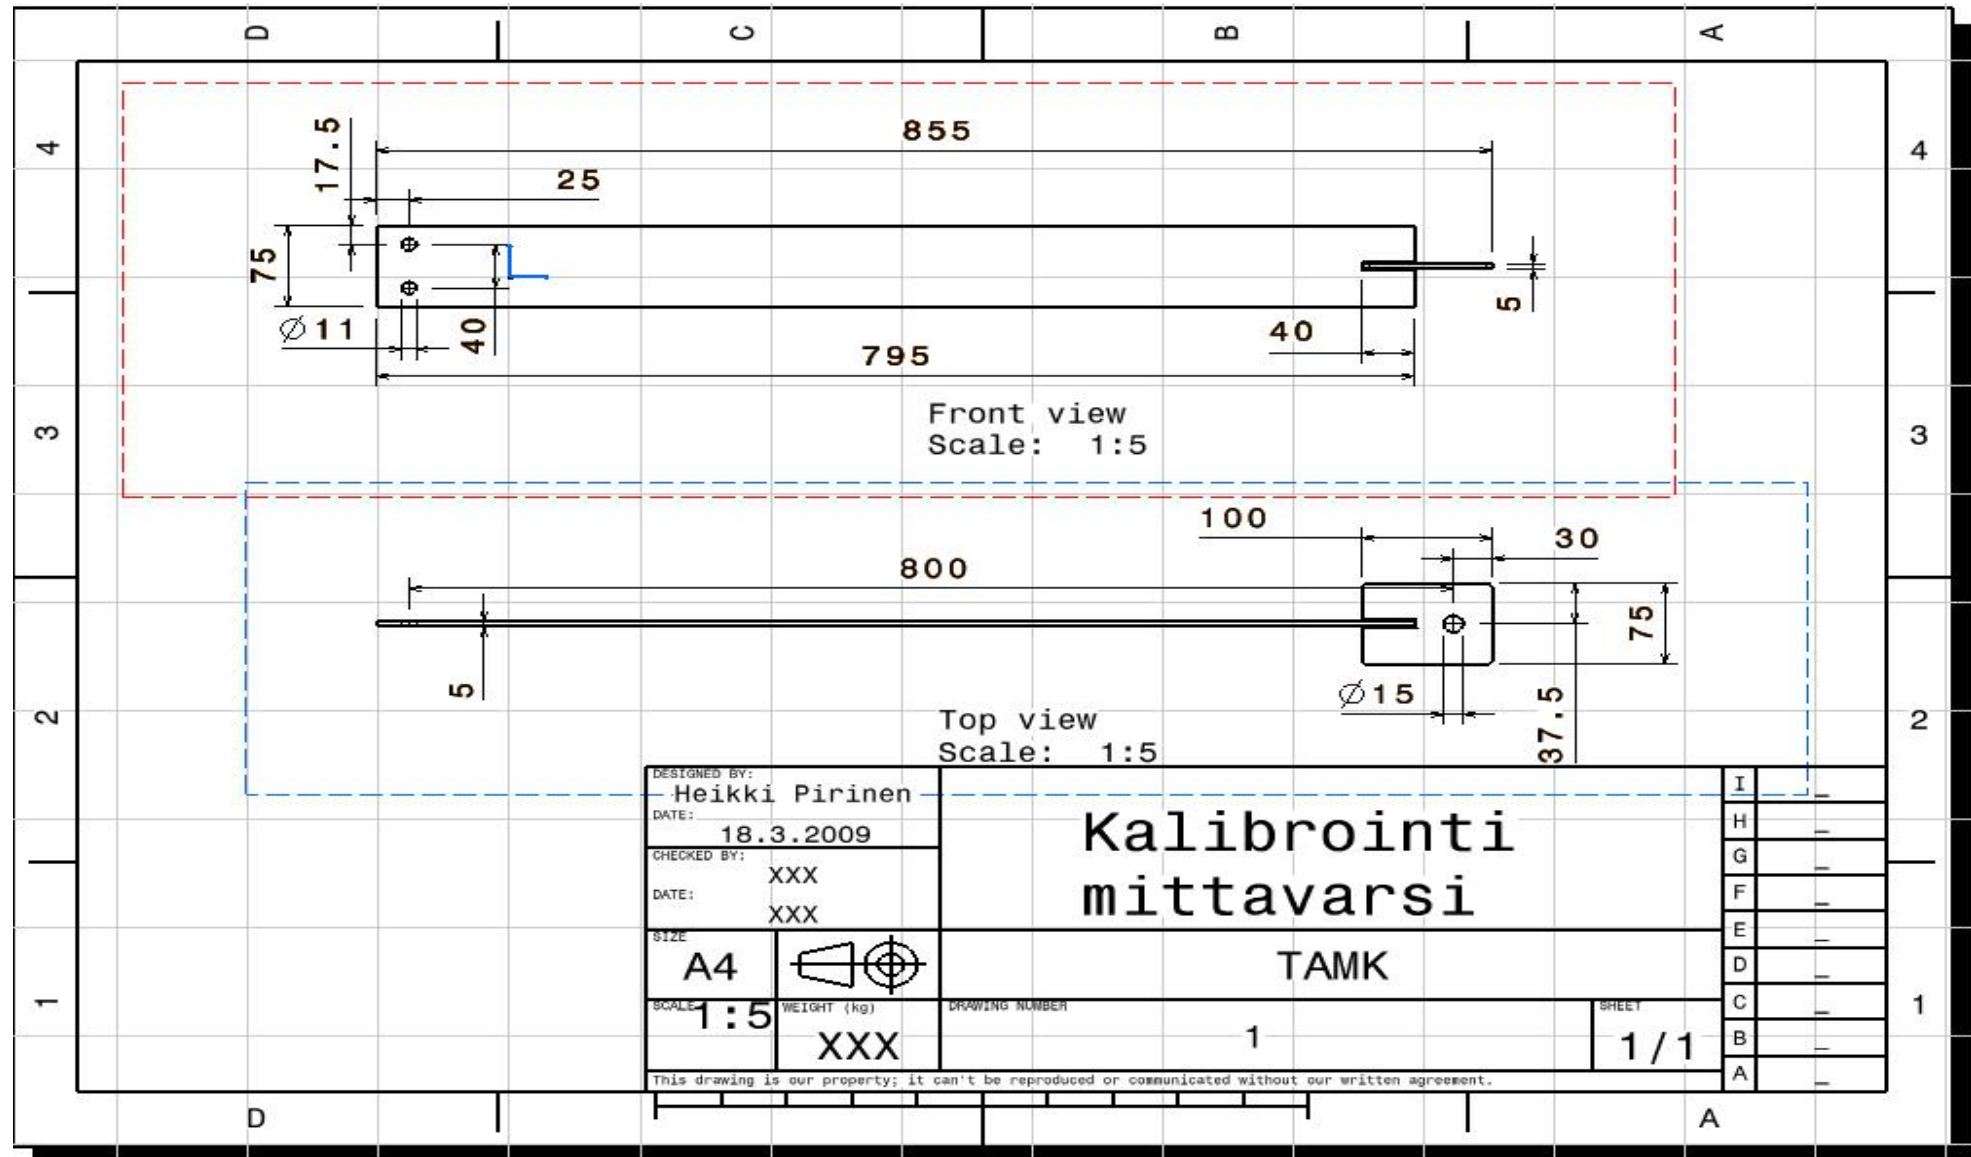 D C B A
4 4
17.5
855
25
75
Ø11
40
795
40
5
Front view
Scale: 1:5
3 3
100
30
800
5
75
Ø15
37.5
Top view
Scale: 1:5
2 2
DESIGNED BY:
Heikki Pirinen
DATE:
18.3.2009
CHECKED BY:
XXX
DATE:
XXX
Kalibrointi
mittavarsi
SIZE
A4
TAMK
SCALE
1:5
WEIGHT (kg)
XXX
DRAWING NUMBER
1
SHEET
1/1
This drawing is our property; it can't be reproduced or communicated without our written agreement.
I _
H _
G _
F _
E _
D _
C _
B _
A _
1 1
D A